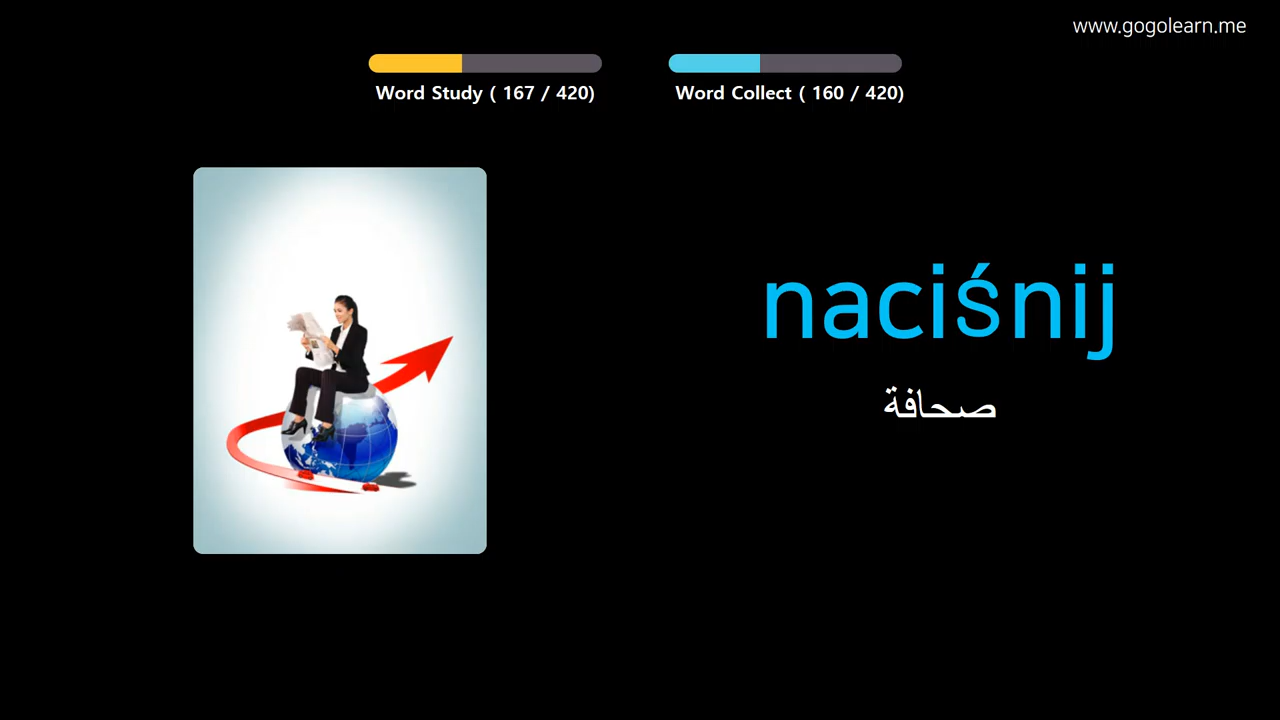 www.gogolearn.me
Word Study ( 167 / 420)
Word Collect ( 160 / 420)
naciśnij
صحافة